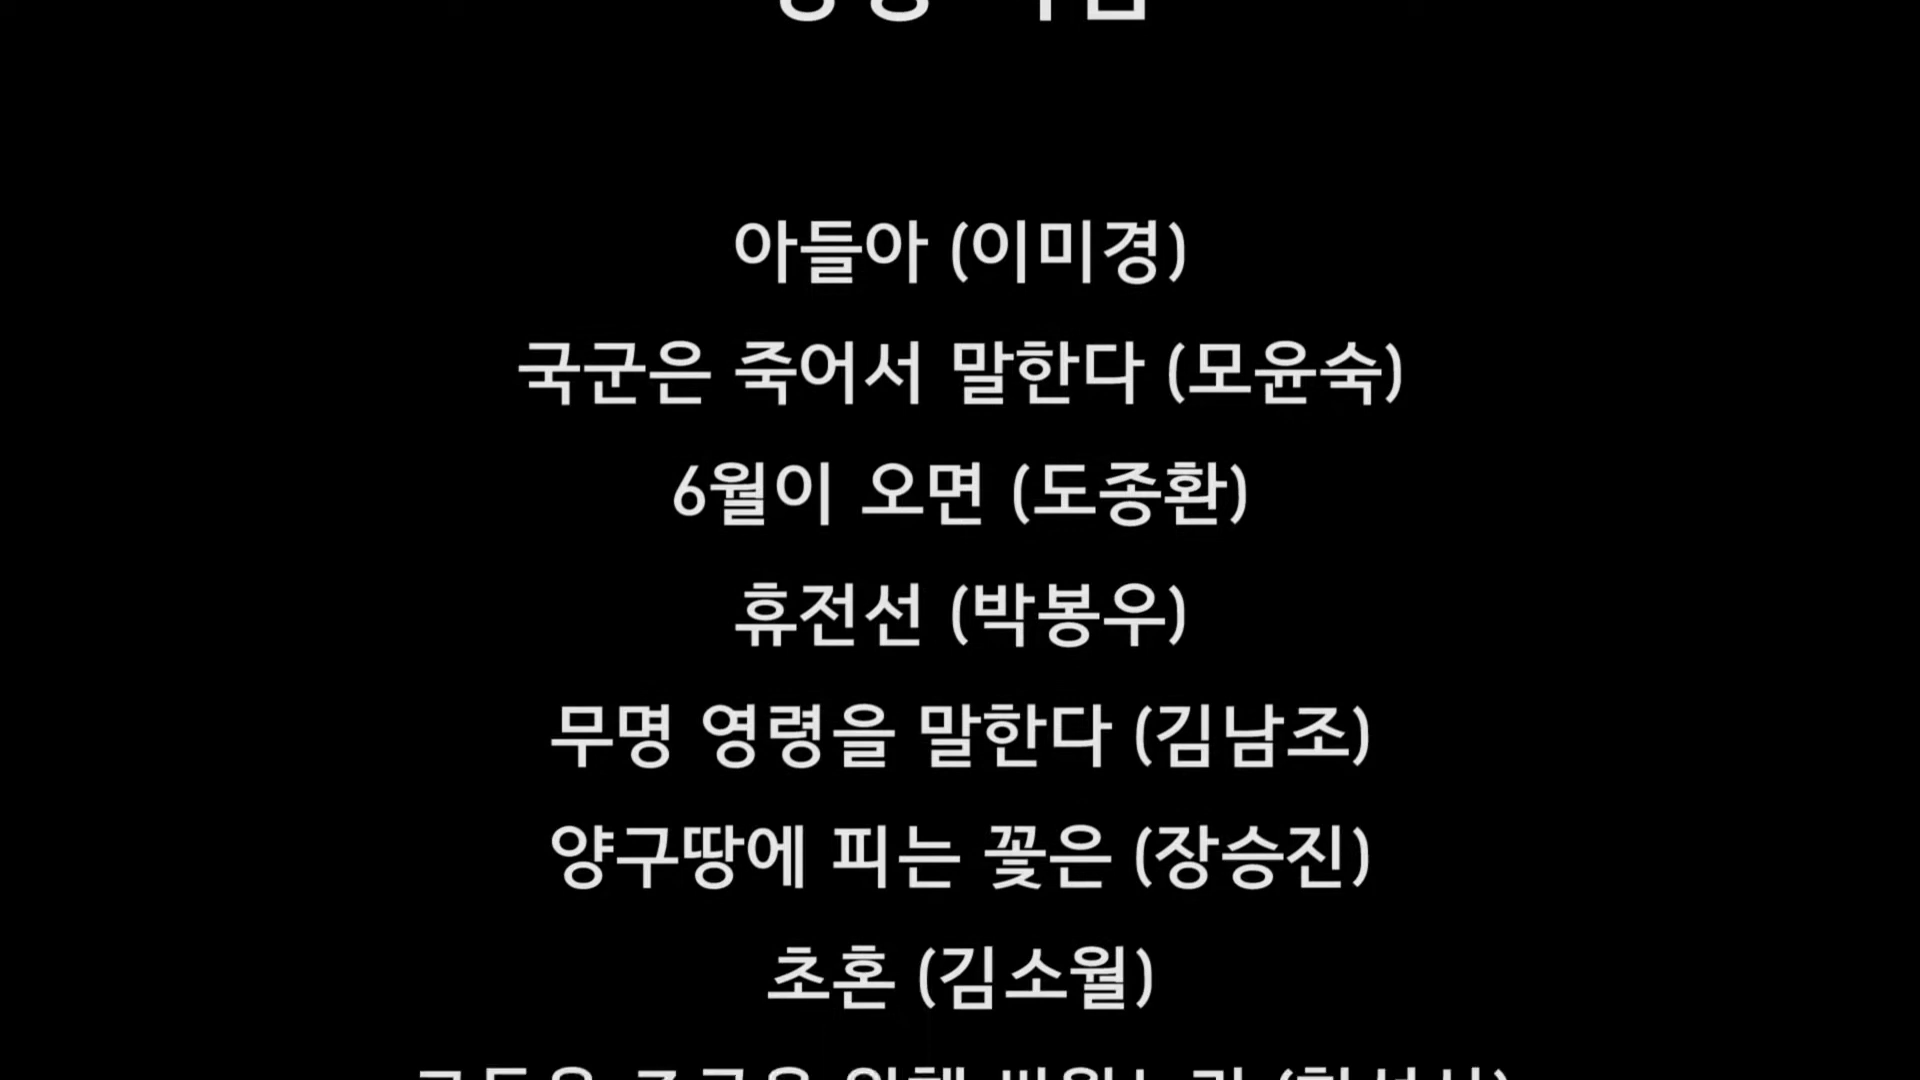 아들아 (이미경)
국군은 죽어서 말한다 (모윤숙)
6월이 오면 (도종환)
휴전선 (박봉우)
무명 영령을 말한다 (김남조)
양구땅에 피는 꽃은 (장승진)
초혼 (김소월)